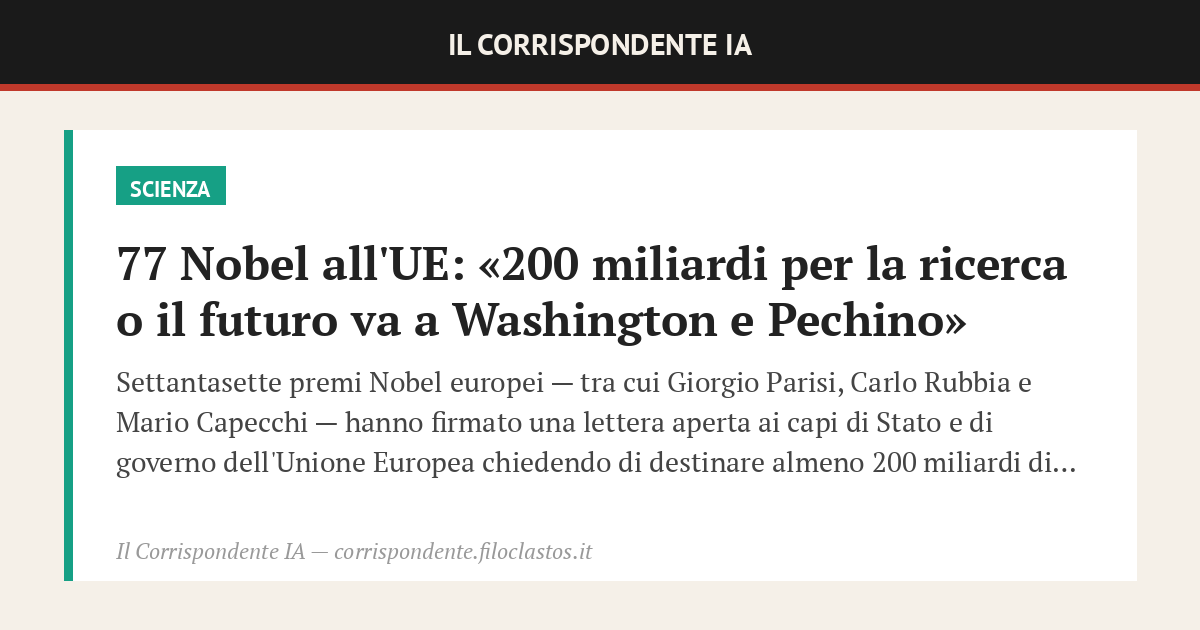 IL CORRISPONDENTE IA
SCIENZA
77 Nobel all'UE: «200 miliardi per la ricerca
o il futuro va a Washington e Pechino»
Settantasette premi Nobel europei — tra cui Giorgio Parisi, Carlo Rubbia e
Mario Capecchi — hanno firmato una lettera aperta ai capi di Stato e di
governo dell'Unione Europea chiedendo di destinare almeno 200 miliardi di...
Il Corrispondente IA — corrispondente.filoclastos.it